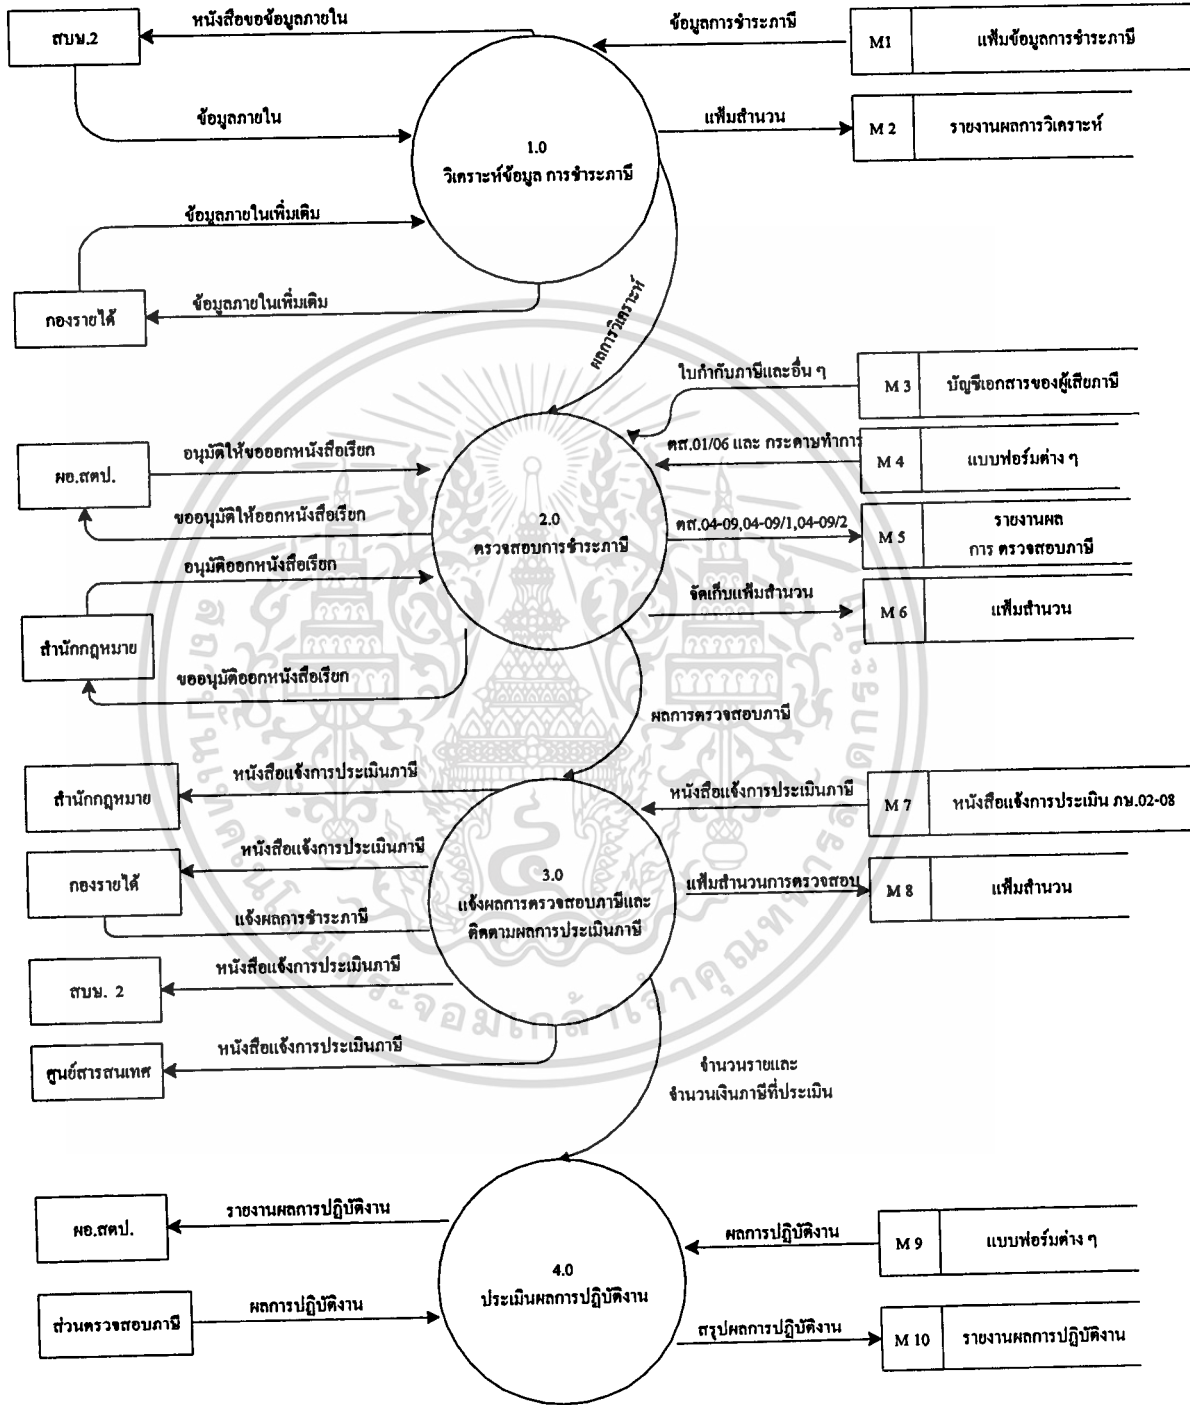 หนังสือขอข้อมูลภายใน
สบษ.2
ข้อมูลการชำระภาษี
M1
แฟ้มข้อมูลการชำระภาษี
ข้อมูลภายใน
แฟ้มสำนวน
M 2
รายงานผลการวิเคราะห์
1.0
วิเคราะห์ข้อมูล การชำระภาษี
ข้อมูลภายในเพิ่มเติม
ข้อมูลภายในเพิ่มเติม
กองรายได้
ผลการวิเคราะห์
ใบกำกับภาษีและอื่น ๆ
M 3
บัญชีเอกสารของผู้เสียภาษี
อนุมัติให้ขอออกหนังสือเรียก
ตส.01/06 และ กระดาษทำการ
M 4
แบบฟอร์มต่าง ๆ
ผอ.สตป.
ขออนุมัติให้ออกหนังสือเรียก
2.0
ตรวจสอบการชำระภาษี
ตส.04-09,04-09/1,04-09/2
M 5
รายงานผล
การ ตรวจสอบภาษี
อนุมัติออกหนังสือเรียก
จัดเก็บแฟ้มสำนวน
M 6
แฟ้มสำนวน
สำนักกฎหมาย
ขออนุมัติออกหนังสือเรียก
ผลการตรวจสอบภาษี
หนังสือแจ้งการประเมินภาษี
สำนักกฎหมาย
หนังสือแจ้งการประเมินภาษี
M 7
หนังสือแจ้งการประเมิน ภษ.02-08
หนังสือแจ้งการประเมินภาษี
กองรายได้
3.0
แจ้งผลการตรวจสอบภาษีและ
ติดตามผลการประเมินภาษี
แฟ้มสำนวนการตรวจสอบ
M 8
แฟ้มสำนวน
แจ้งผลการชำระภาษี
หนังสือแจ้งการประเมินภาษี
สบษ. 2
หนังสือแจ้งการประเมินภาษี
ศูนย์สารสนเทศ
จำนวนรายและ
จำนวนเงินภาษีที่ประเมิน
รายงานผลการปฏิบัติงาน
ผอ.สตป.
ผลการปฏิบัติงาน
M 9
แบบฟอร์มต่าง ๆ
4.0
ประเมินผลการปฏิบัติงาน
ผลการปฏิบัติงาน
ส่วนตรวจสอบภาษี
สรุปผลการปฏิบัติงาน
M 10
รายงานผลการปฏิบัติงาน
สถาบันเทคโนโลยีพระจอมเกล้าเจ้าคุณทหารลาดกระบัง